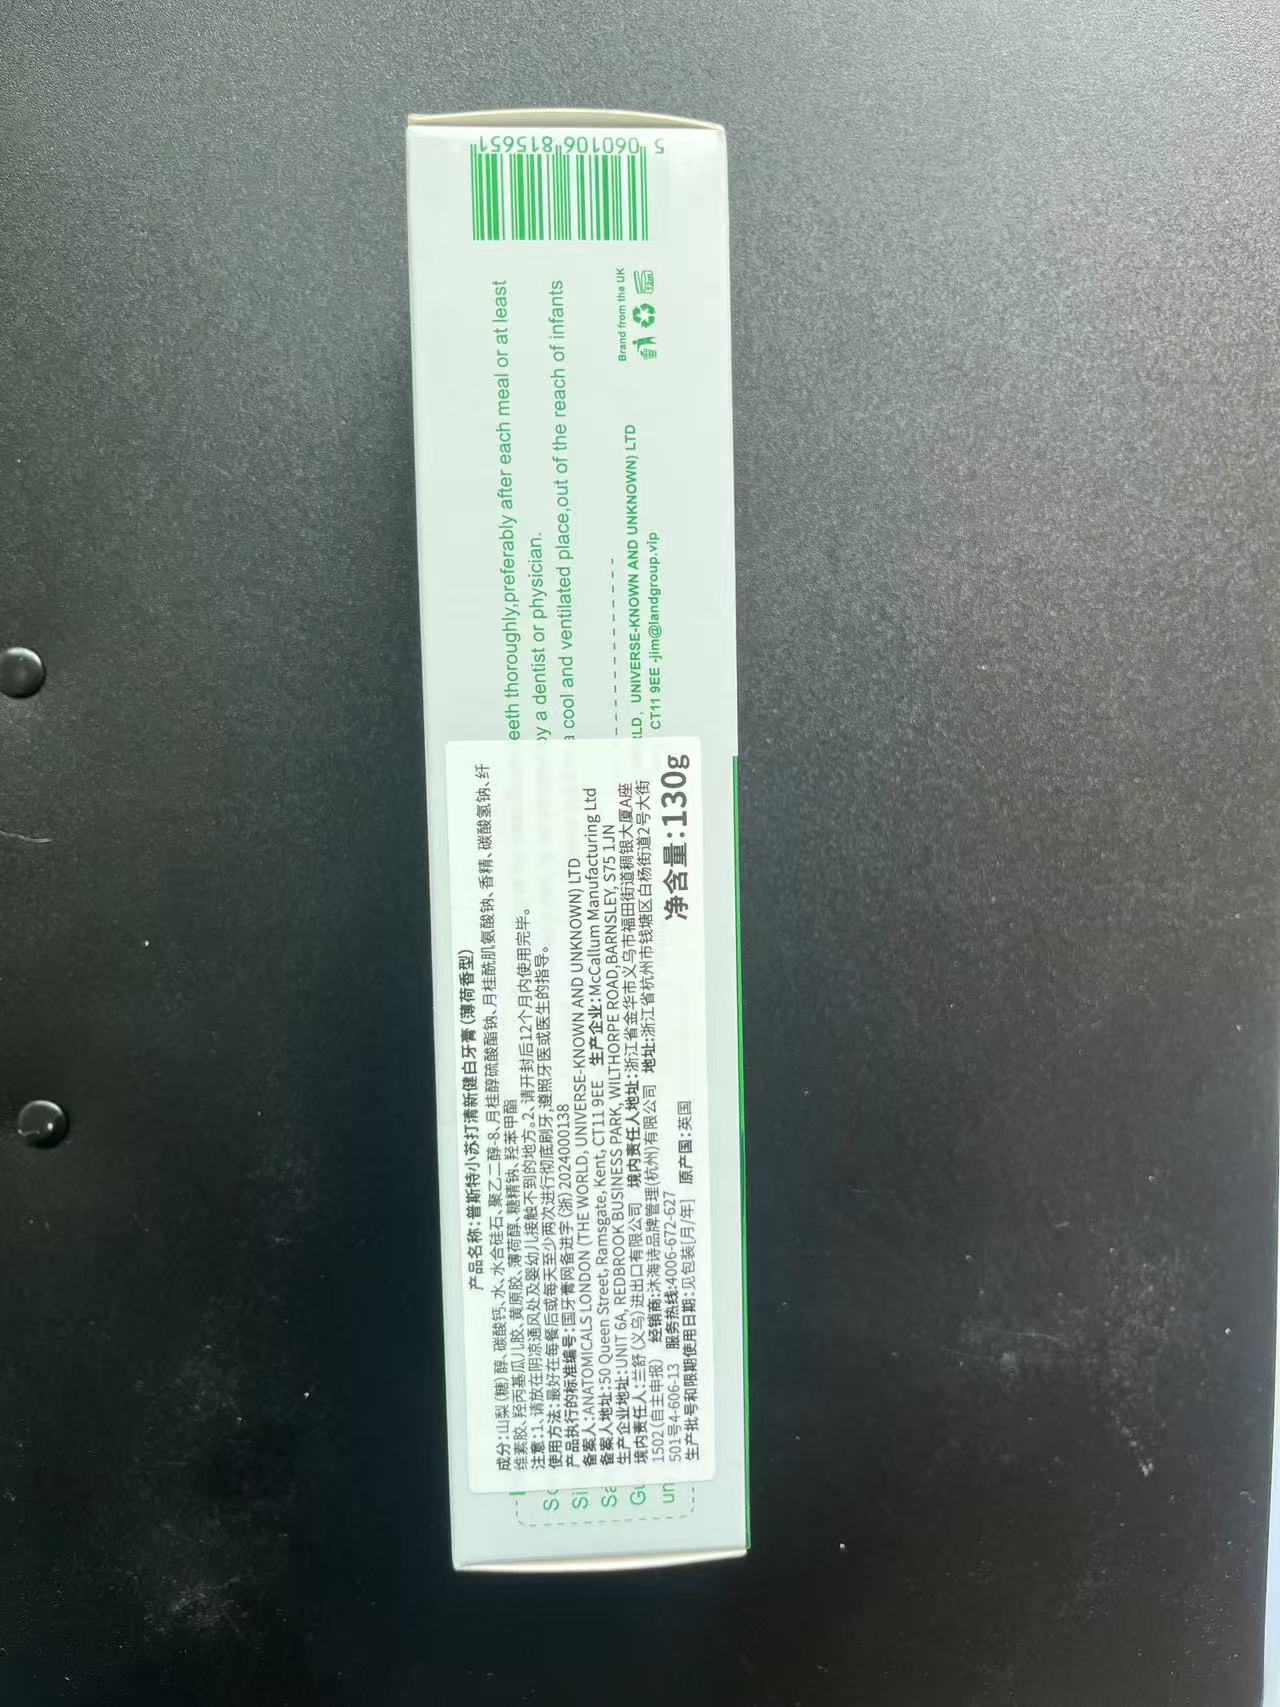 产品名称:普斯特小苏打清新健白牙膏(薄荷香型)
成分:山梨(糖)醇、碳酸钙、水、水合硅石、聚乙二醇-8、月桂醇硫酸酯钠、月桂酰肌氨酸钠、香精、碳酸氢钠、纤
维素胶、羟丙基瓜儿胶、黄原胶、薄荷醇、糖精钠、羟苯甲酯
注意:1、请放在阴凉通风处及婴幼儿接触不到的地方。2、请开封后12个月内使用完毕。
使用方法:最好在每餐后或每天至少两次进行彻底刷牙,遵照牙医或医生的指导。
产品执行的标准编号:国牙膏网备进字(浙)2024000138
备案人:ANATOMICALS LONDON (THE WORLD, UNIVERSE-KNOWN AND UNKNOWN) LTD
备案人地址:50 Queen Street, Ramsgate, Kent, CT11 9EE 生产企业:McCallum Manufacturing Ltd
生产企业地址:UNIT 6A, REDBROOK BUSINESS PARK, WILTHORPE ROAD,BARNSLEY, S75 1JN
境内责任人:兰舒(义乌)进出口有限公司 境内责任人地址:浙江省金华市义乌市福田街道稠银大厦A座
1502(自主申报) 经销商:沐海诗品牌管理(杭州)有限公司 地址:浙江省杭州市钱塘区白杨街道2号大街
501号4-606-13 服务热线:4006-672-627
生产批号和限期使用日期:见包装[月/年] 原产国:英国
净含量:130g
eeth thoroughly,preferably after each meal or at least
by a dentist or physician.
a cool and ventilated place,out of the reach of infants
RLD, UNIVERSE-KNOWN AND UNKNOWN) LTD
CT11 9EE -jim@landgroup.vip
Brand from the UK
12m
Si
Sa
Gu
un
5 060106 815651